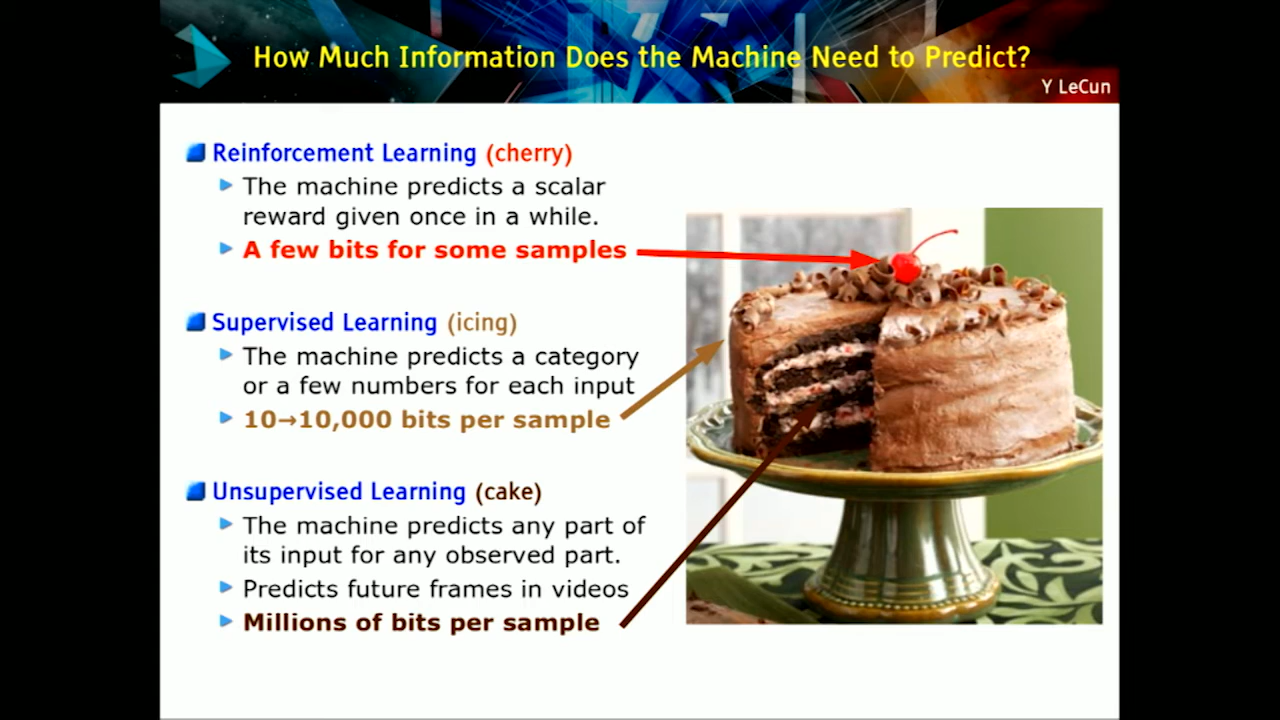 How Much Information Does the Machine Need to Predict?
Y LeCun
Reinforcement Learning (cherry)
The machine predicts a scalar
reward given once in a while.
A few bits for some samples
Supervised Learning (icing)
The machine predicts a category
or a few numbers for each input
10→10,000 bits per sample
Unsupervised Learning (cake)
The machine predicts any part of
its input for any observed part.
Predicts future frames in videos
Millions of bits per sample